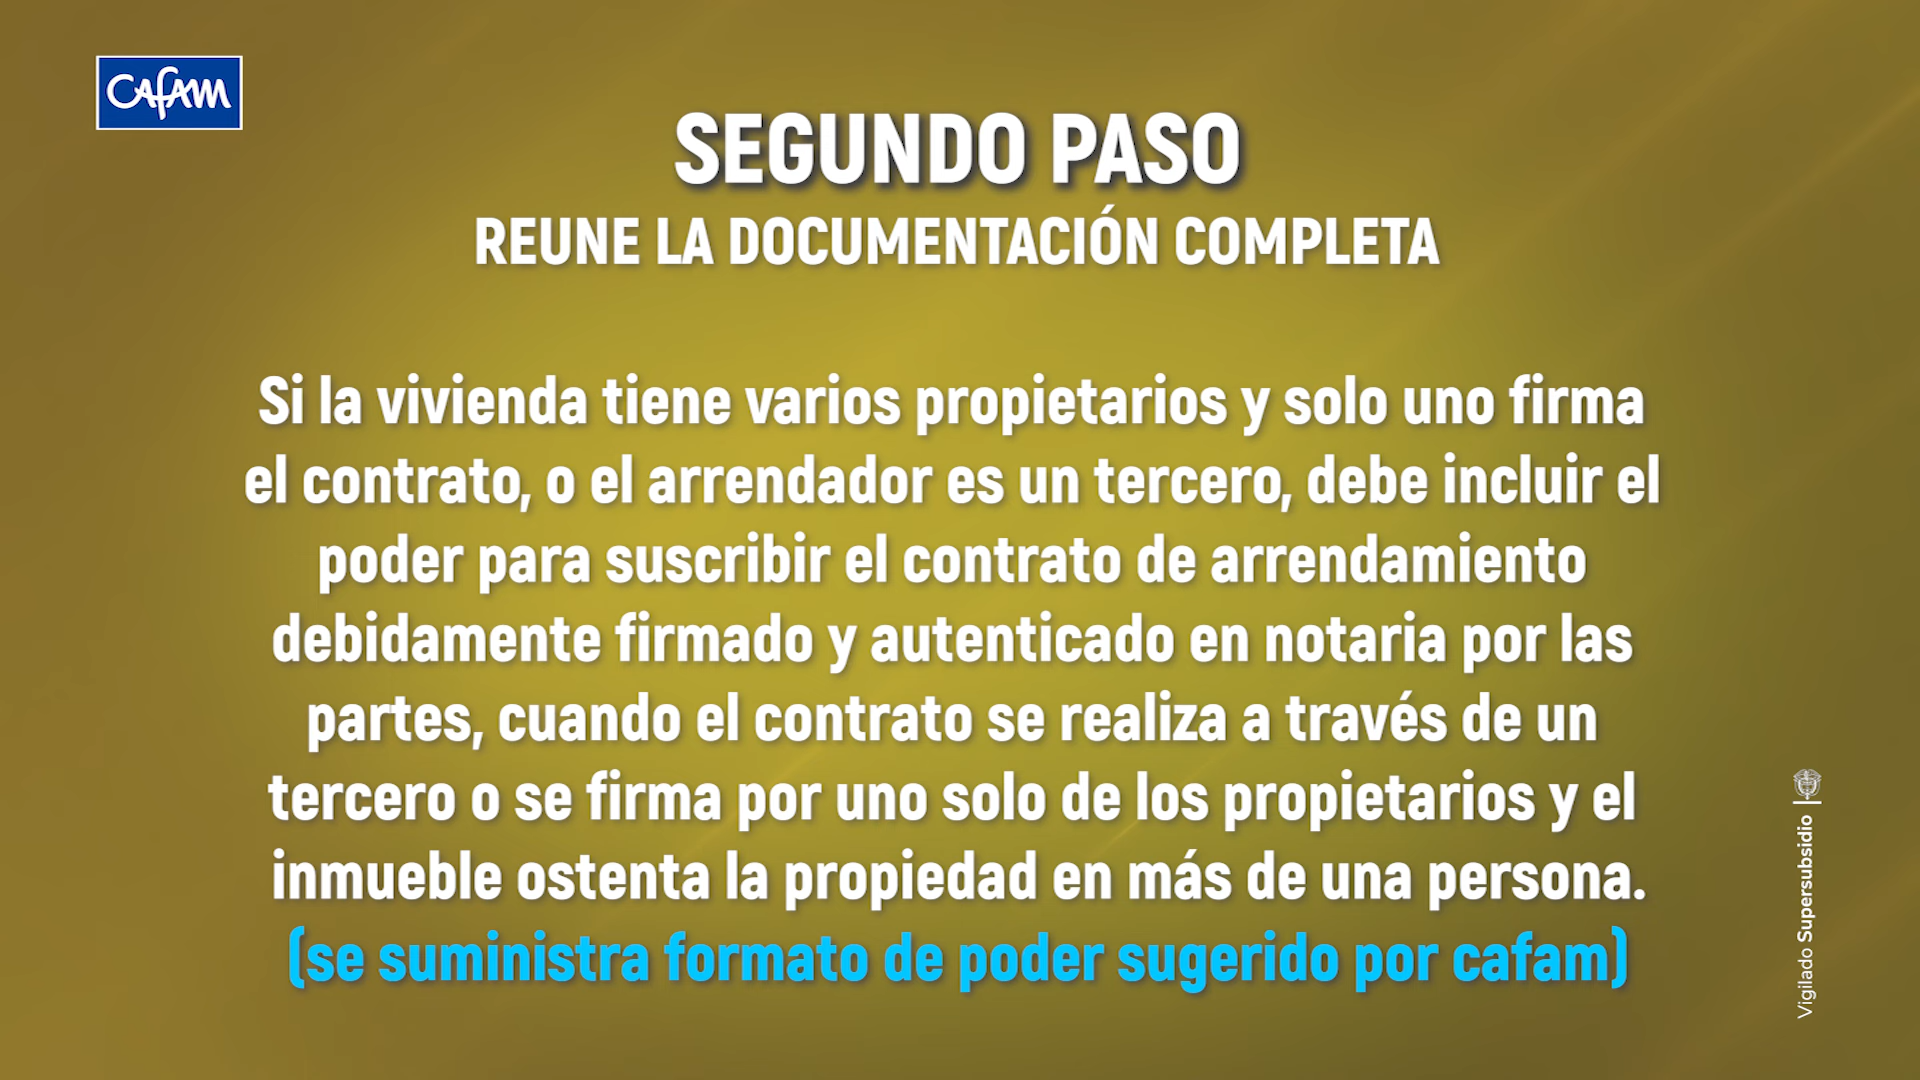 CAFAM
SEGUNDO PASO
REUNE LA DOCUMENTACIÓN COMPLETA
Si la vivienda tiene varios propietarios y solo uno firma
el contrato, o el arrendador es un tercero, debe incluir el
poder para suscribir el contrato de arrendamiento
debidamente firmado y autenticado en notaria por las
partes, cuando el contrato se realiza a través de un
tercero o se firma por uno solo de los propietarios y el
inmueble ostenta la propiedad en más de una persona.
(se suministra formato de poder sugerido por cafam)
Vigilado Supersubsidio